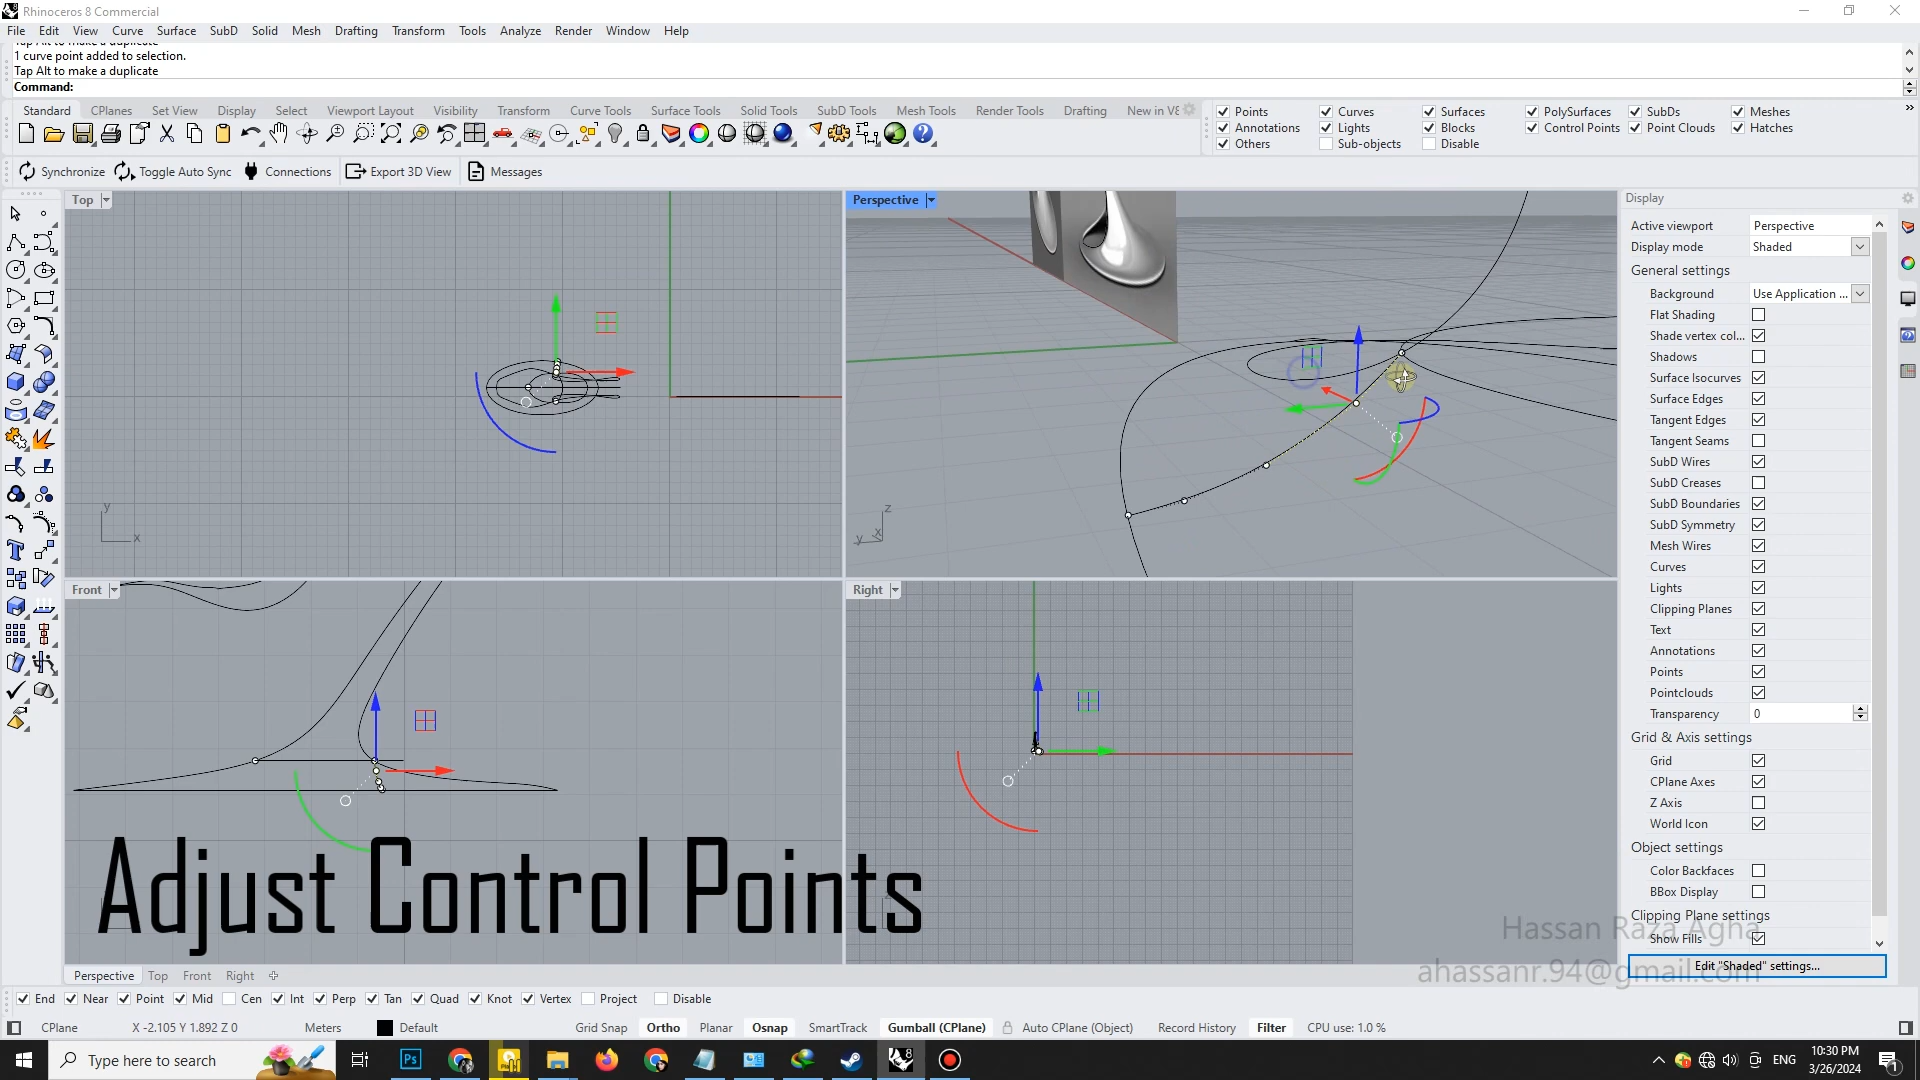 Rhinoceros 8 Commercial
File Edit View Curve Surface SubD Solid Mesh Drafting Transform Tools Analyze Render Window Help
Tap Alt to make a duplicate
1 curve point added to selection.
Tap Alt to make a duplicate
Command:
Standard CPlanes Set View Display Select Viewport Layout Visibility Transform Curve Tools Surface Tools Solid Tools SubD Tools Mesh Tools Render Tools Drafting New in V8
Points Curves Surfaces PolySurfaces SubDs Meshes
Annotations Lights Blocks Control Points Point Clouds Hatches
Others Sub-objects Disable
Synchronize Toggle Auto Sync Connections Export 3D View Messages
Top
Perspective
Front
Right
y
x
z
y
x
Display
Active viewport Perspective
Display mode Shaded
General settings
Background Use Application ...
Flat Shading
Shade vertex col...
Shadows
Surface Isocurves
Surface Edges
Tangent Edges
Tangent Seams
SubD Wires
SubD Creases
SubD Boundaries
SubD Symmetry
Mesh Wires
Curves
Lights
Clipping Planes
Text
Annotations
Points
Pointclouds
Transparency 0
Grid & Axis settings
Grid
CPlane Axes
Z Axis
World Icon
Object settings
Color Backfaces
BBox Display
Clipping Plane settings
Show Fills
Edit "Shaded" settings...
Adjust Control Points
Hassan Raza Agha
ahassanr.94@gmail.com
Perspective Top Front Right
End Near Point Mid Cen Int Perp Tan Quad Knot Vertex Project Disable
CPlane X -2.105 Y 1.892 Z 0 Meters Default Grid Snap Ortho Planar Osnap SmartTrack Gumball (CPlane) Auto CPlane (Object) Record History Filter CPU use: 1.0 %
Type here to search
Ps
8
ENG
10:30 PM
3/26/2024
1